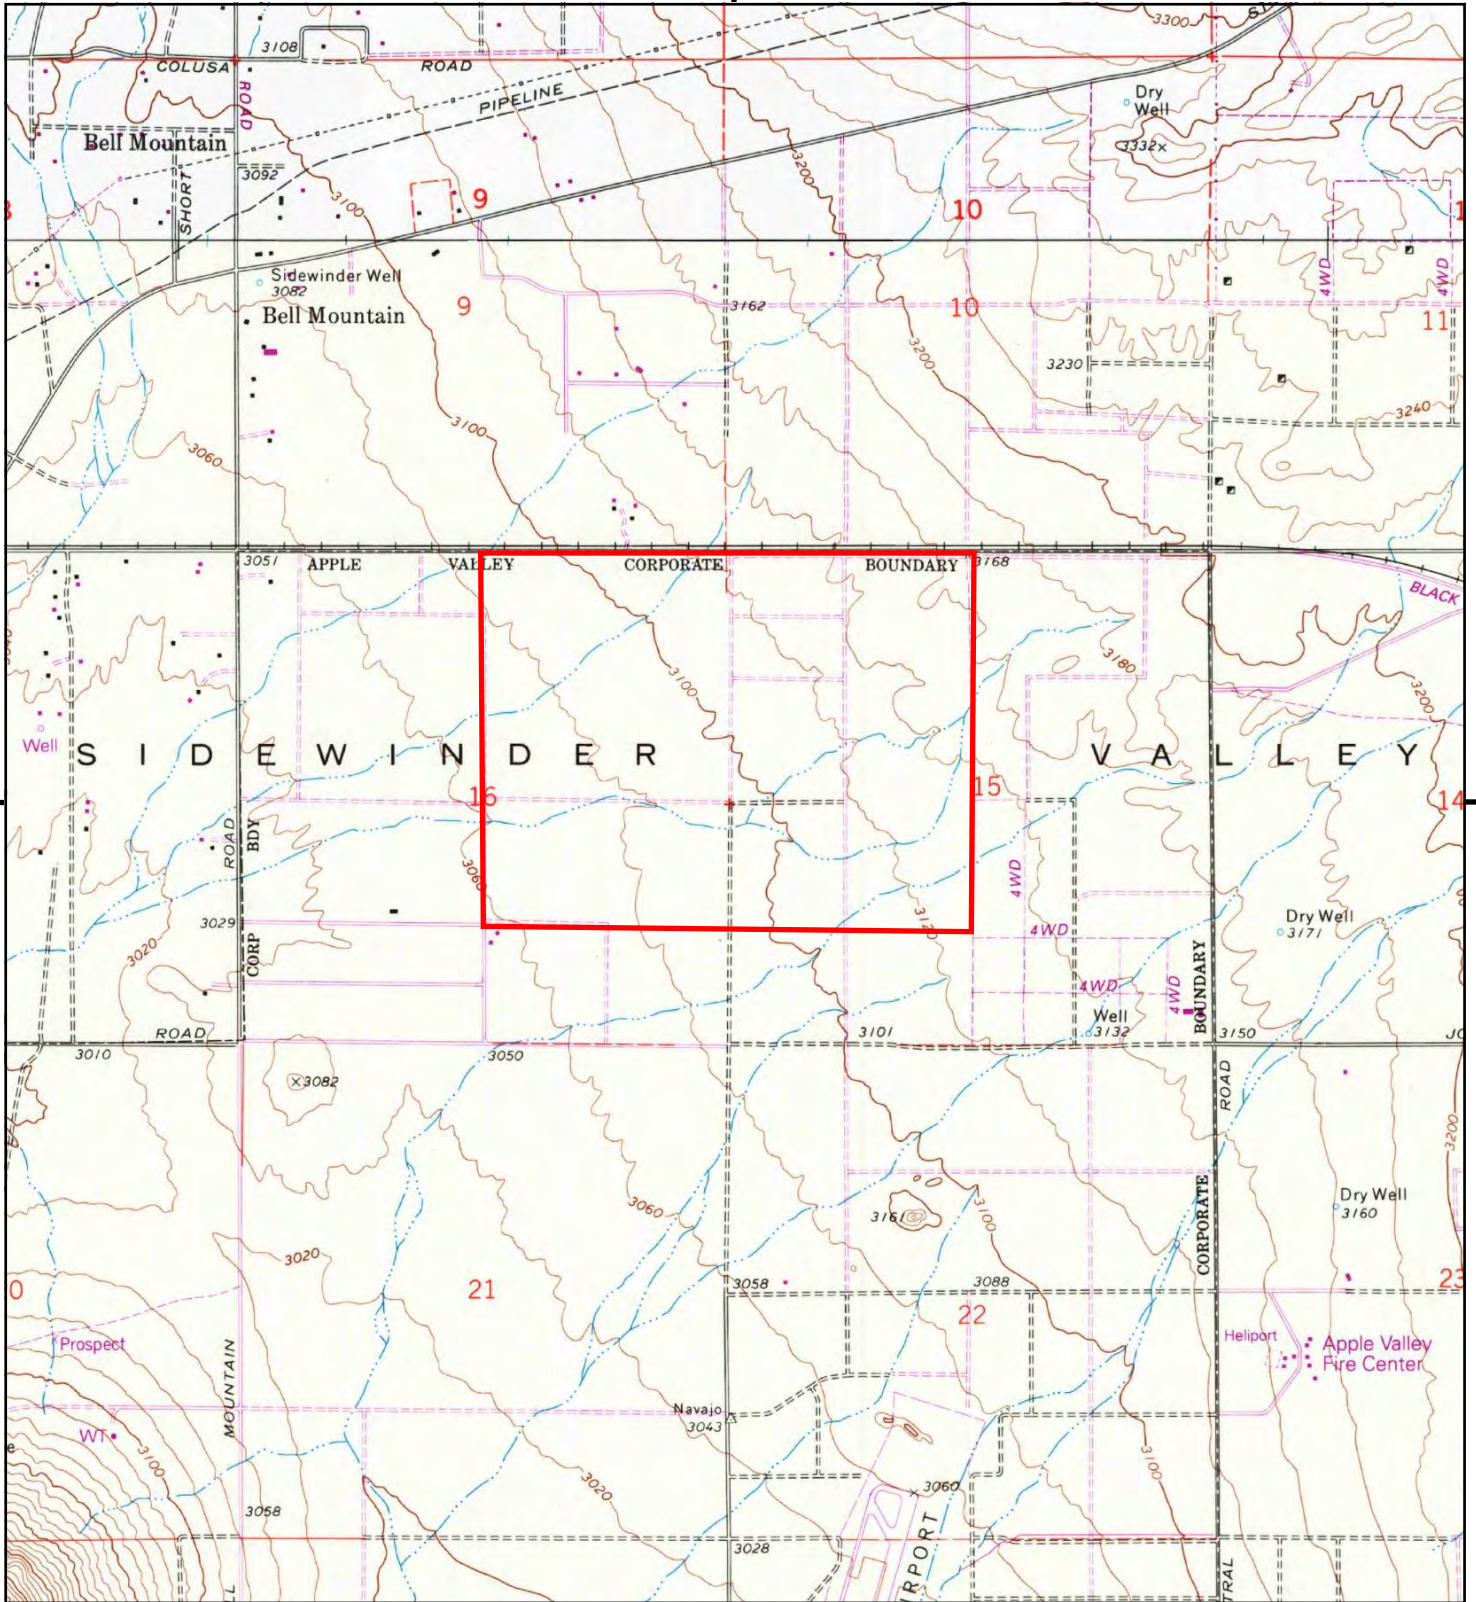 3300
3108
COLUSA
ROAD
ROAD
PIPELINE
Dry
Well
3332×
Bell Mountain
3092
SHORT
3100
3200
9
10
Sidewinder Well
3082
Bell Mountain
9
3162
10
4WD
4WD
11
3200
3230
3240
3100
3060
3051
APPLE VALLEY CORPORATE BOUNDARY
3168
BLACK
3180
3100
3200
Well
SIDEWINDER VALLEY
16
15
14
ROAD
BDY
3060
4WD
3029
3120
Dry Well
3171
3020
CORP
4WD
4WD
4WD
BOUNDARY
Well
3132
ROAD
3010
3050
3101
3150
×3082
ROAD
3200
3060
3161
3100
CORPORATE
Dry Well
3160
3020
0
21
3058
3088
22
23
Prospect
MOUNTAIN
Heliport
Apple Valley
Fire Center
Navajo
3043
WT
3100
3100
3020
3060
3058
3028